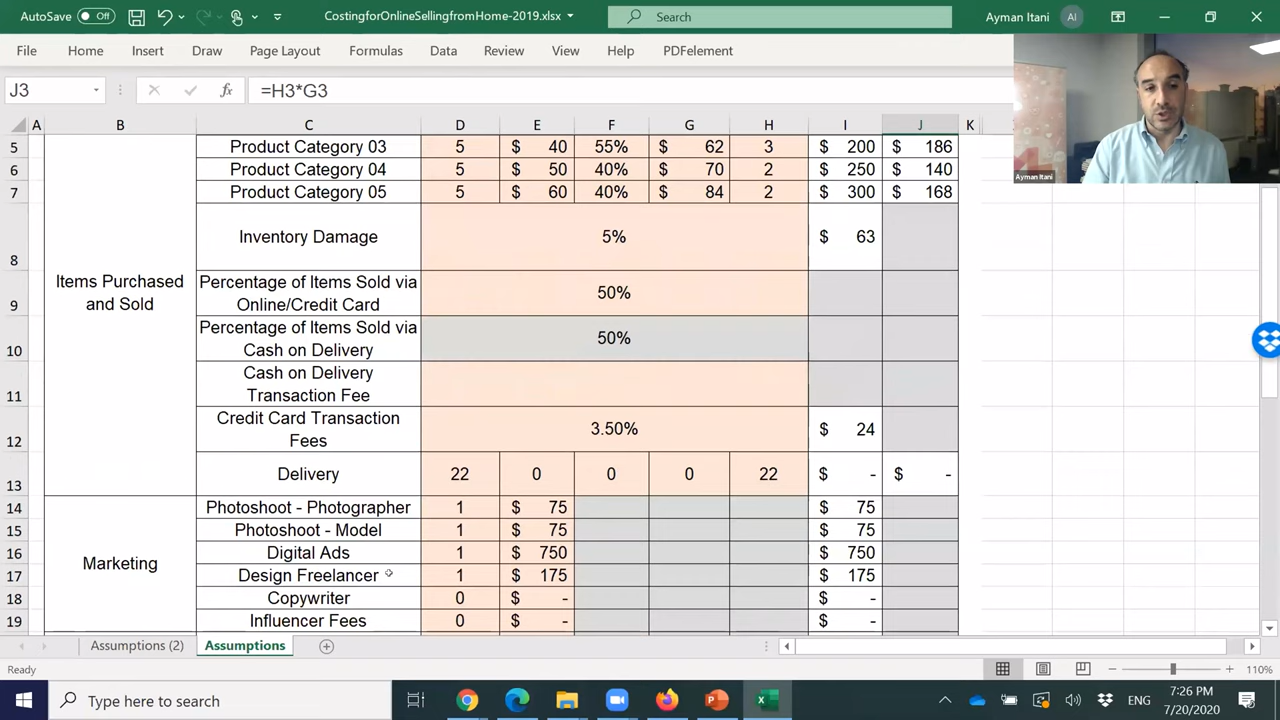 AutoSave Off CostingforOnlineSellingfromHome-2019.xlsx Search Ayman Itani AI
File Home Insert Draw Page Layout Formulas Data Review View Help PDFelement
J3 fx =H3*G3
Ayman Itani
A B C D E F G H I J K
5 Product Category 03 5 $ 40 55% $ 62 3 $ 200 $ 186
6 Product Category 04 5 $ 50 40% $ 70 2 $ 250 $ 140
7 Product Category 05 5 $ 60 40% $ 84 2 $ 300 $ 168
8 Inventory Damage 5% $ 63
Items Purchased
and Sold
9 Percentage of Items Sold via
Online/Credit Card 50%
10 Percentage of Items Sold via
Cash on Delivery 50%
11 Cash on Delivery
Transaction Fee
12 Credit Card Transaction
Fees 3.50% $ 24
13 Delivery 22 0 0 0 22 $ - $ -
14 Photoshoot - Photographer 1 $ 75 $ 75
15 Photoshoot - Model 1 $ 75 $ 75
16 Digital Ads 1 $ 750 $ 750
Marketing
17 Design Freelancer 1 $ 175 $ 175
18 Copywriter 0 $ - $ -
19 Influencer Fees 0 $ - $ -
Assumptions (2) Assumptions
Ready 110%
Type here to search ENG 7:26 PM
7/20/2020